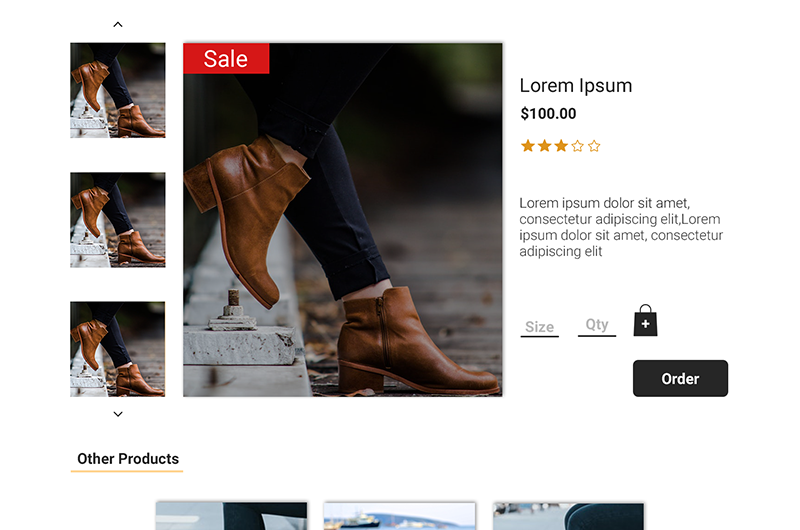 Sale
Lorem Ipsum
$100.00
Lorem ipsum dolor sit amet,
consectetur adipiscing elit,Lorem
ipsum dolor sit amet, consectetur
adipiscing elit
Size
Qty
Order
Other Products